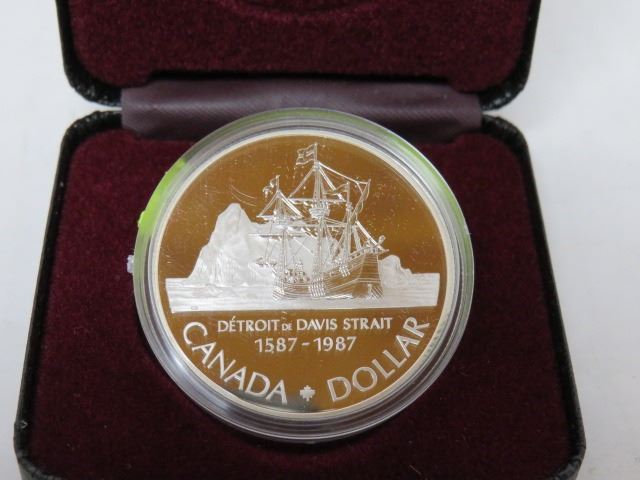 DÉTROIT DE DAVIS STRAIT
1587-1987
CANADA DOLLAR